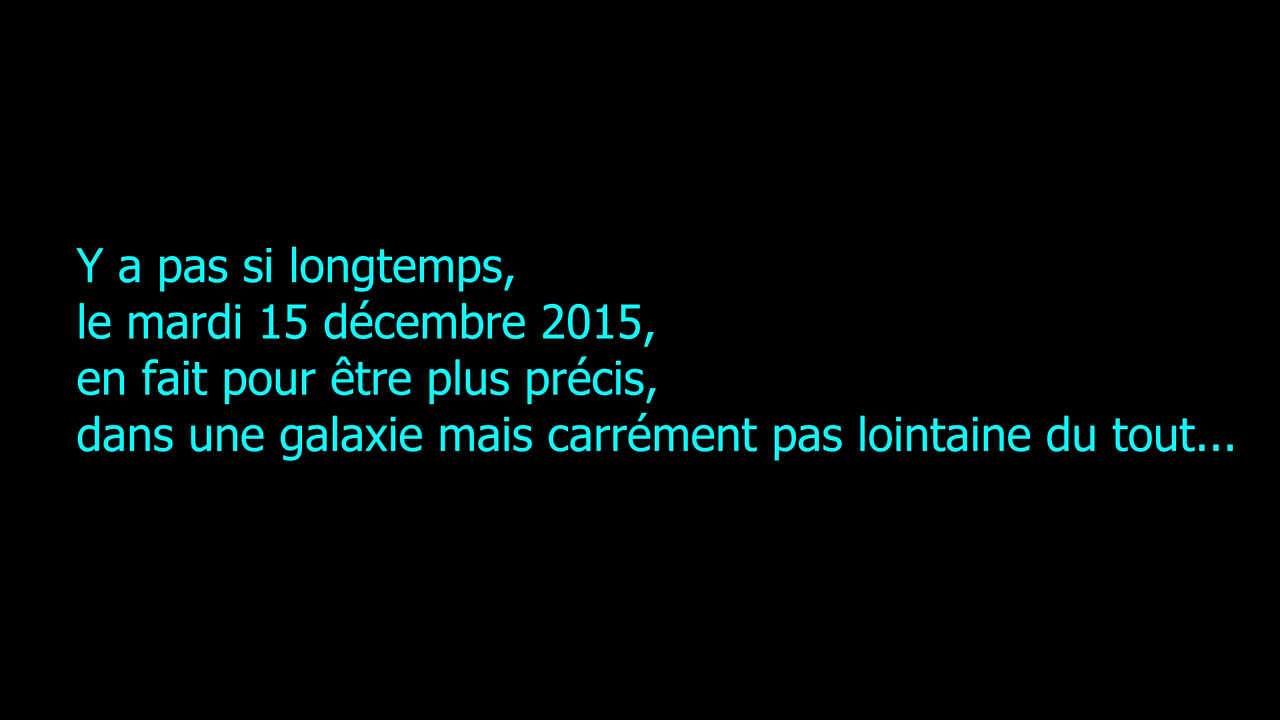 Y a pas si longtemps,
le mardi 15 décembre 2015,
en fait pour être plus précis,
dans une galaxie mais carrément pas lointaine du tout...